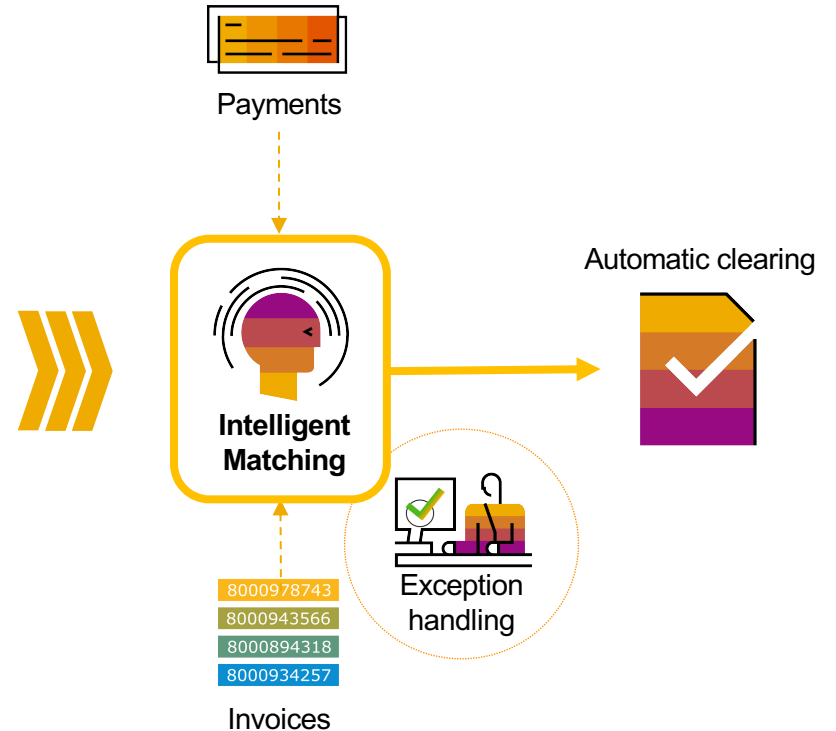 Payments
Automatic clearing
Intelligent
Matching
Exception
handling
8000978743
8000943566
8000894318
8000934257
Invoices